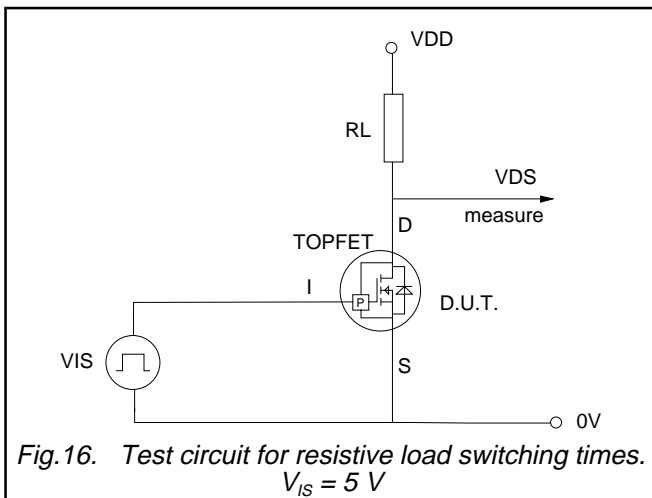 VDD
RL
VDS
measure
D
TOPFET
I
P
D.U.T.
VIS
S
0V
Fig.16. Test circuit for resistive load switching times.
VIS = 5 V